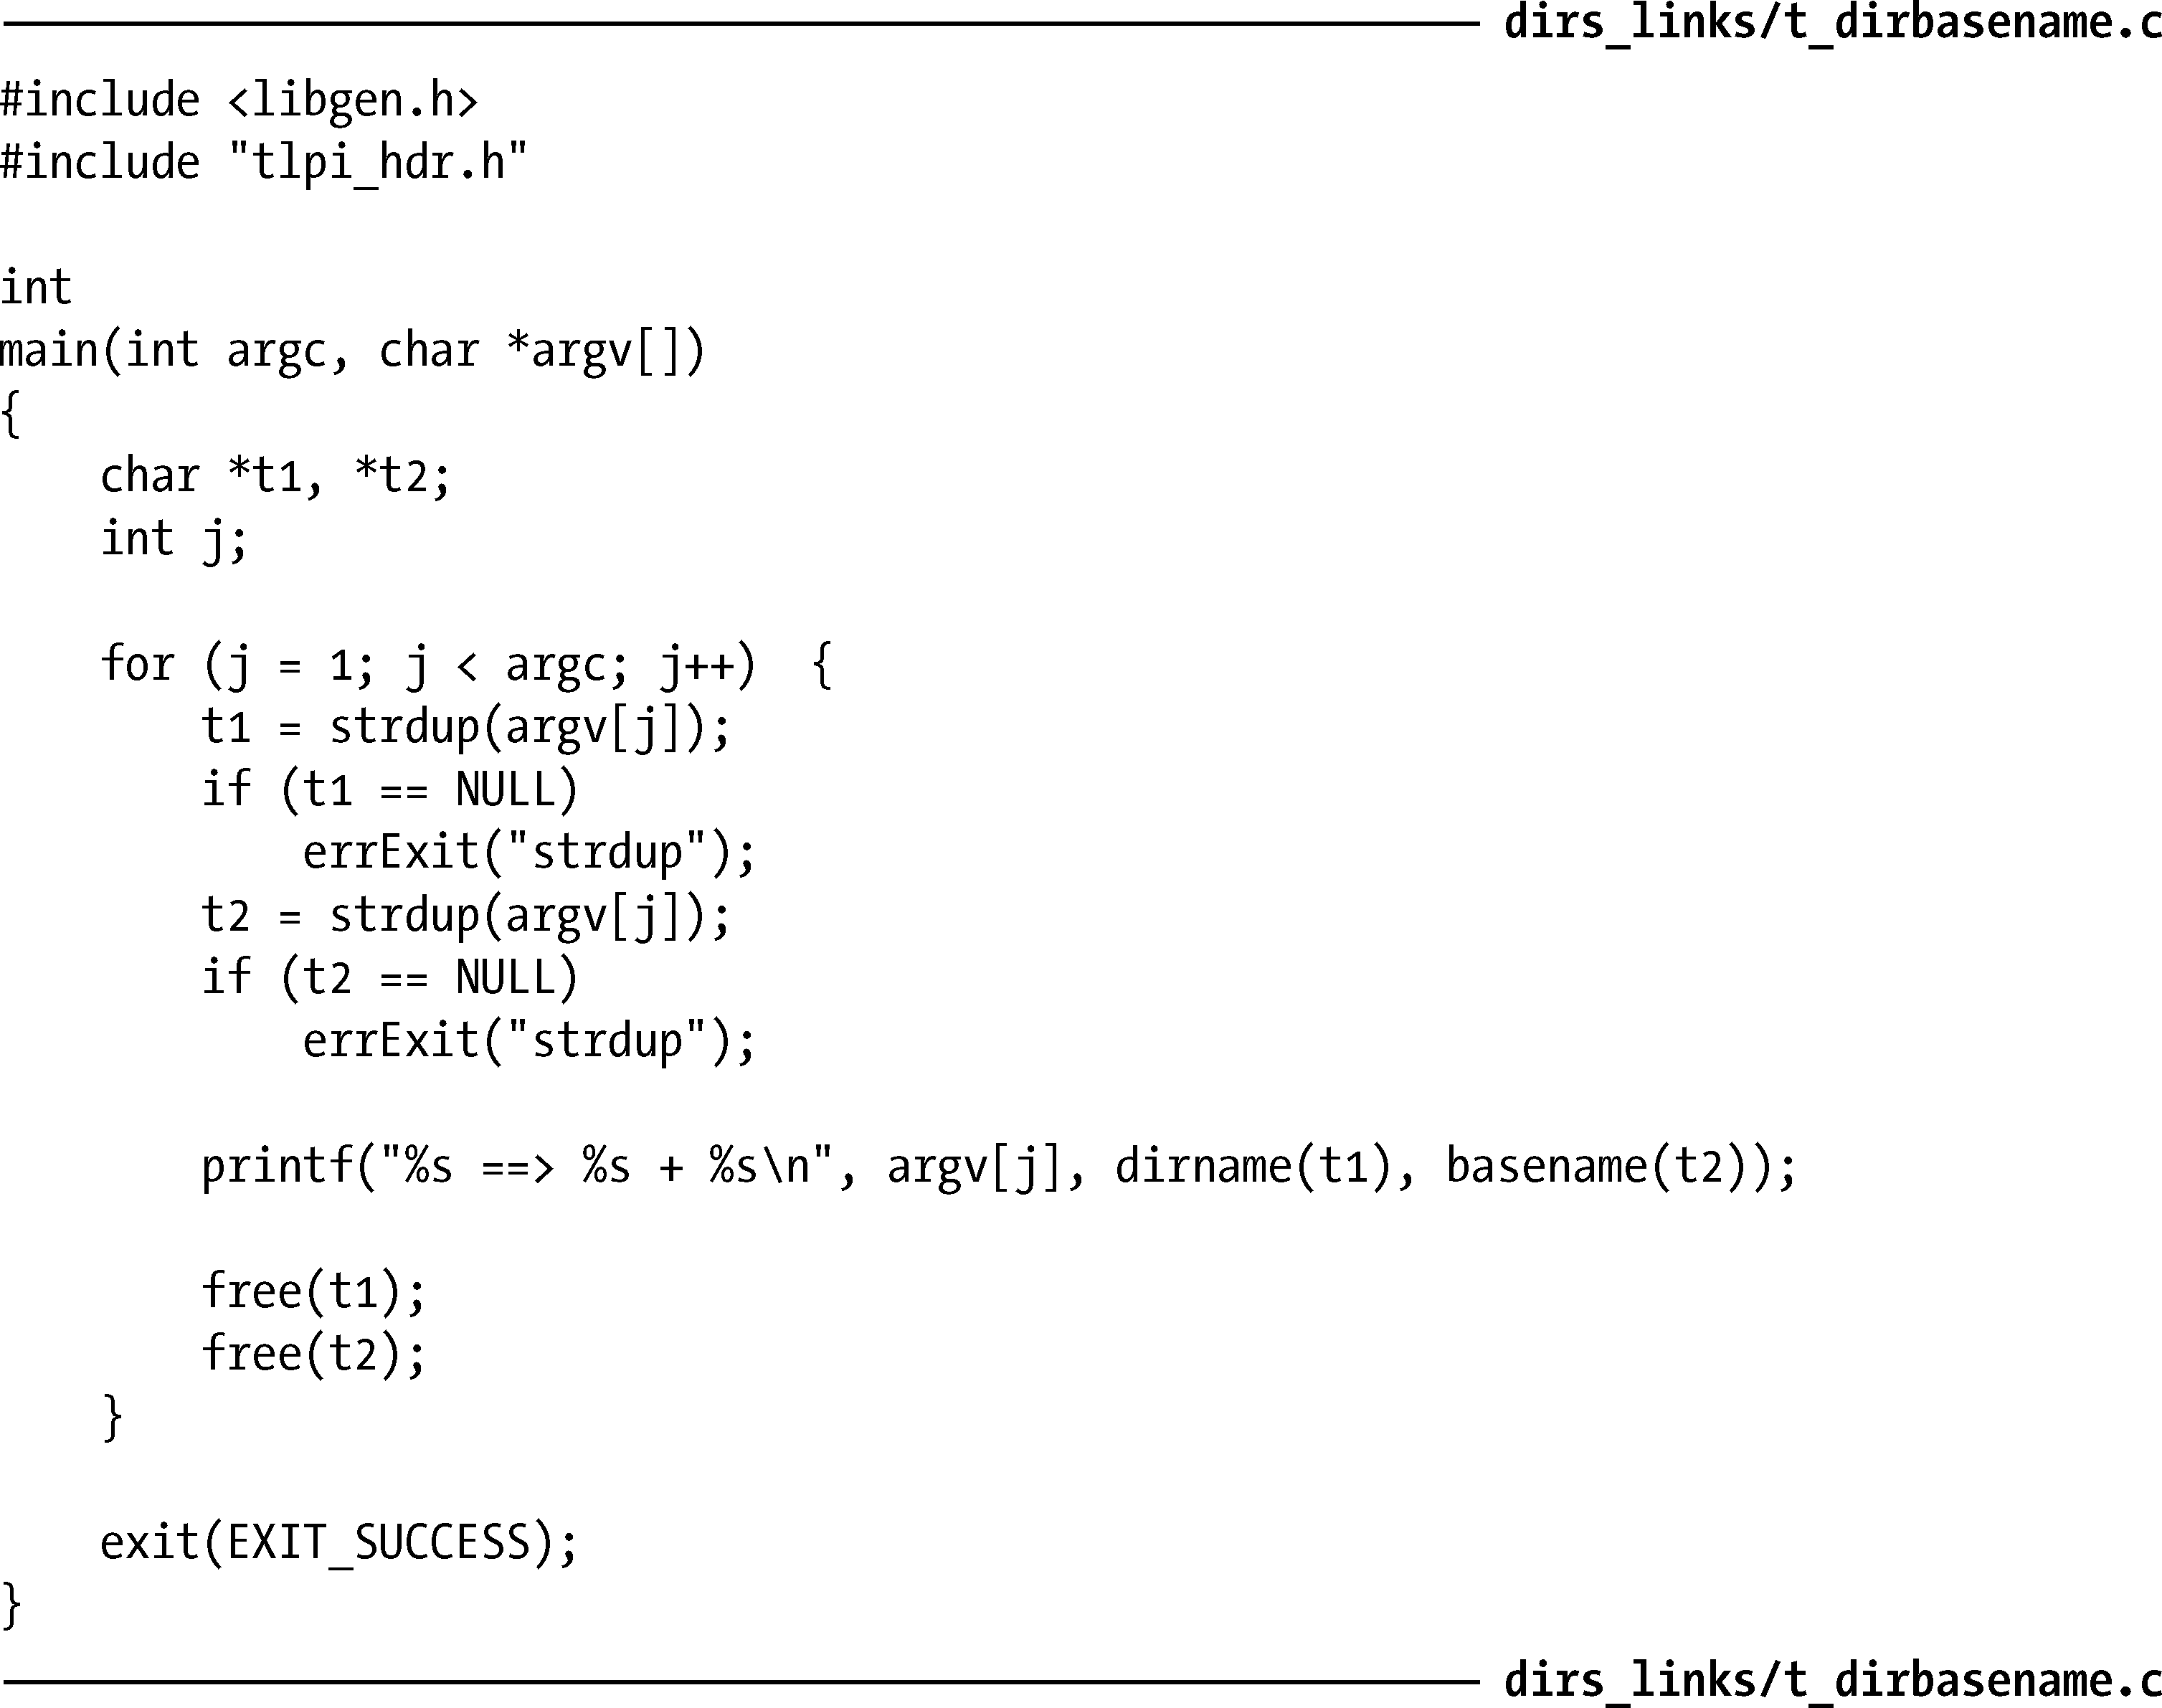 dirs_links/t_dirbasename.c
#include <libgen.h>
#include "tlpi_hdr.h"
int
main(int argc, char *argv[])
{
    char *t1, *t2;
    int j;
    for (j = 1; j < argc; j++)  {
        t1 = strdup(argv[j]);
        if (t1 == NULL)
            errExit("strdup");
        t2 = strdup(argv[j]);
        if (t2 == NULL)
            errExit("strdup");
        printf("%s ==> %s + %s\n", argv[j], dirname(t1), basename(t2));
        free(t1);
        free(t2);
    }
    exit(EXIT_SUCCESS);
}
dirs_links/t_dirbasename.c